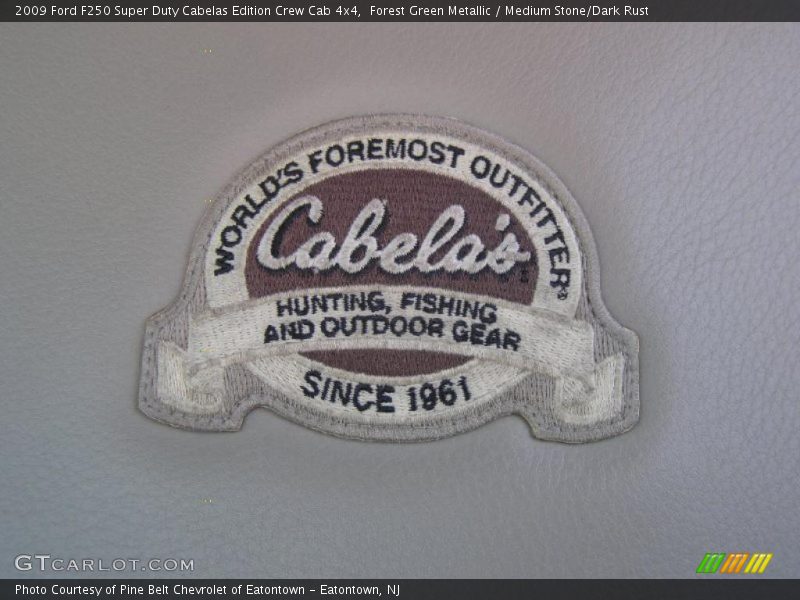 2009 Ford F250 Super Duty Cabelas Edition Crew Cab 4x4,  Forest Green Metallic / Medium Stone/Dark Rust
WORLD'S FOREMOST OUTFITTER®
Cabela's
HUNTING, FISHING
AND OUTDOOR GEAR
SINCE 1961
GTCARLOT.COM
Photo Courtesy of Pine Belt Chevrolet of Eatontown – Eatontown, NJ